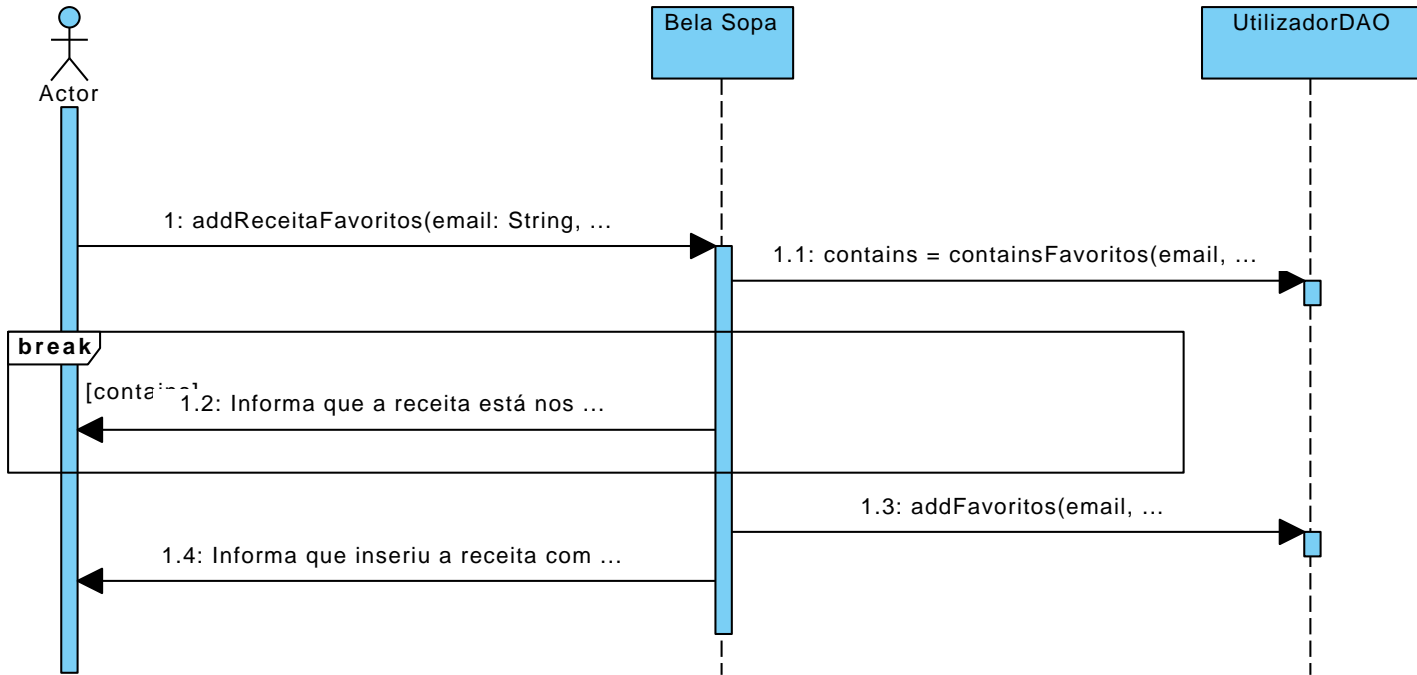 Bela Sopa
UtilizadorDAO
Actor
1: addReceitaFavoritos(email: String, ...
1.1: contains = containsFavoritos(email, ...
break
[contains]
1.2: Informa que a receita está nos ...
1.3: addFavoritos(email, ...
1.4: Informa que inseriu a receita com ...